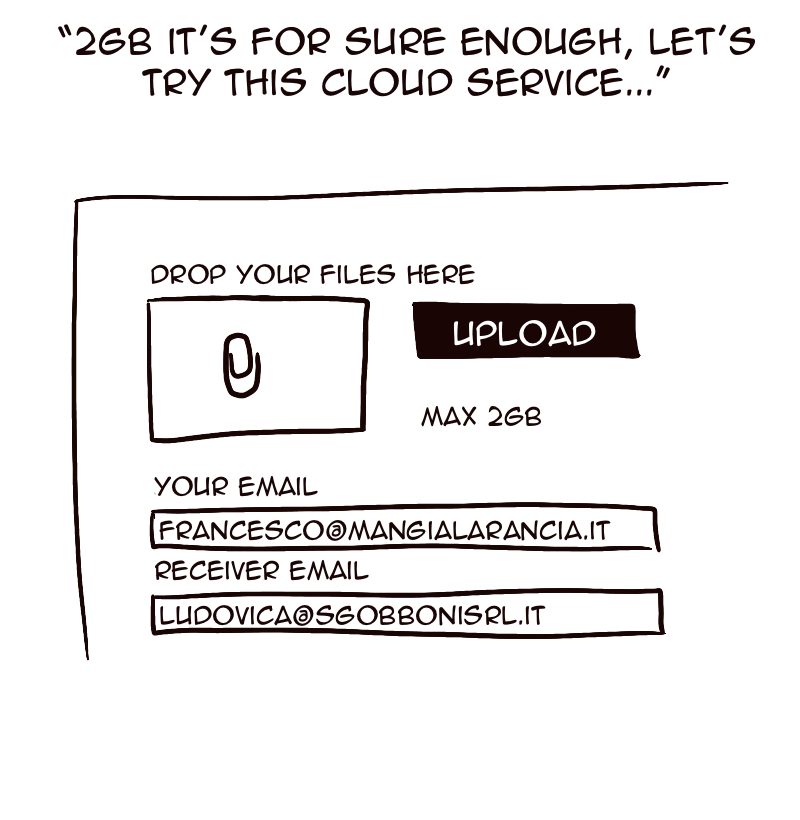 "2GB IT'S FOR SURE ENOUGH, LET'S
TRY THIS CLOUD SERVICE..."
DROP YOUR FILES HERE
UPLOAD
MAX 2GB
YOUR EMAIL
FRANCESCO@MANGIALARANCIA.IT
RECEIVER EMAIL
LUDOVICA@SGOBBONISRL.IT